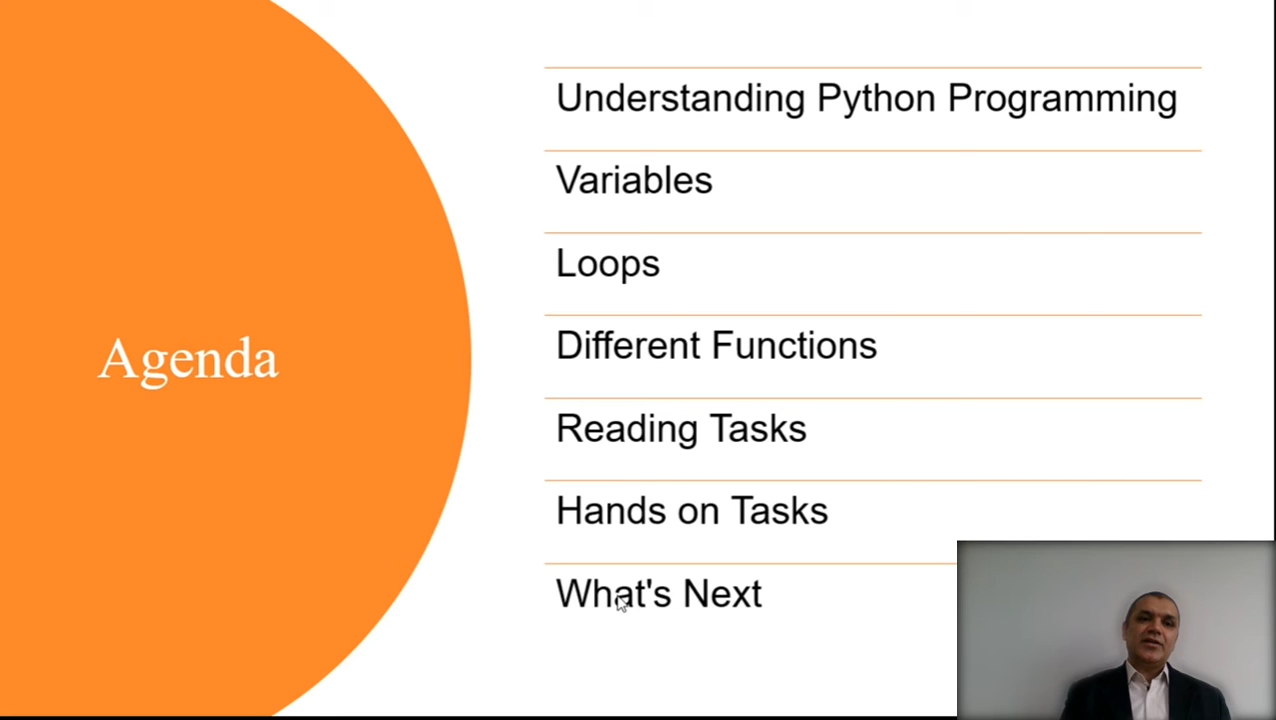 Agenda
Understanding Python Programming
Variables
Loops
Different Functions
Reading Tasks
Hands on Tasks
What's Next